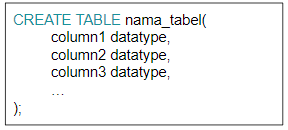 CREATE TABLE nama_tabel(
column1 datatype,
column2 datatype,
column3 datatype,
…
);